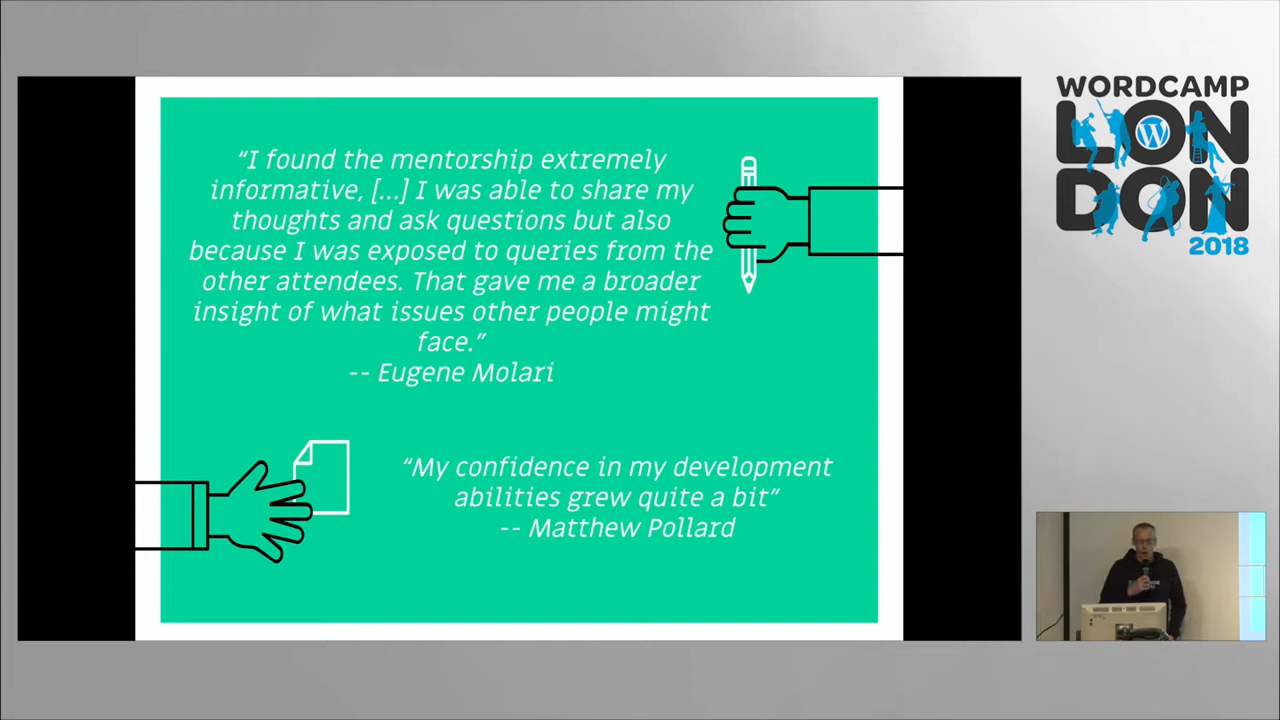 “I found the mentorship extremely
informative, [...] I was able to share my
thoughts and ask questions but also
because I was exposed to queries from the
other attendees. That gave me a broader
insight of what issues other people might
face.”
-- Eugene Molari
“My confidence in my development
abilities grew quite a bit”
-- Matthew Pollard
WORDCAMP
LON
DON
2018